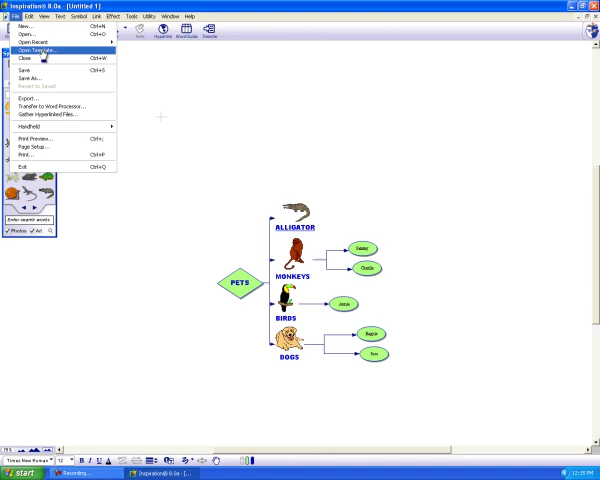 Inspiration® 8.0a - [Untitled 1]
File Edit View Text Symbol Link Effect Tools Utility Window Help
New... Ctrl+N
Open... Ctrl+O
Open Recent
Open Template...
Close Ctrl+W
Save Ctrl+S
Save As...
Revert to Saved
Export...
Transfer to Word Processor...
Gather Hyperlinked Files...
Handheld
Print Preview... Ctrl+;
Page Setup...
Print... Ctrl+P
Exit Ctrl+Q
Note Hyperlink Word Guide Transfer
Enter search words
Photos Art
PETS
ALLIGATOR
MONKEYS
Sammy
Charlie
BIRDS
DOGS
75%
Times New Roman 12 B I U A
start Recording... Inspiration® 8.0a - [... 12:15 PM